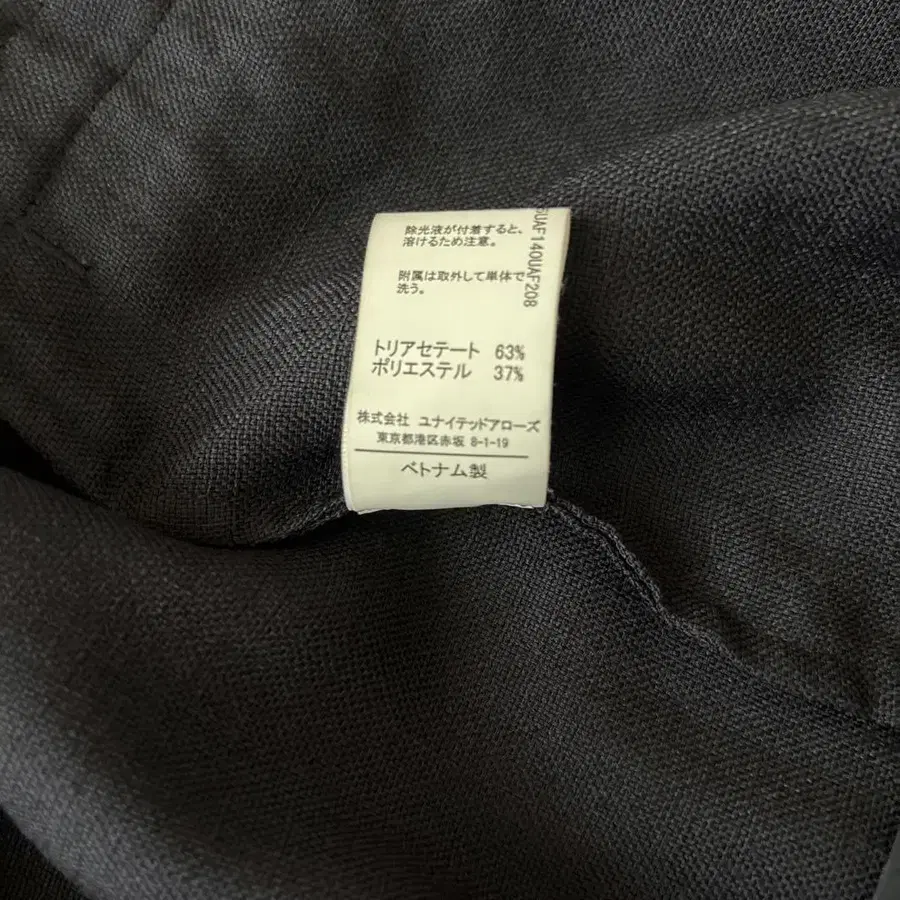 除光液が付着すると、
溶けるため注意。
附属は取外して単体で
洗う。
トリアセテート 63%
ポリエステル 37%
株式会社 ユナイテッドアローズ
東京都港区赤坂 8-1-19
ベトナム製
UAF140UAF208